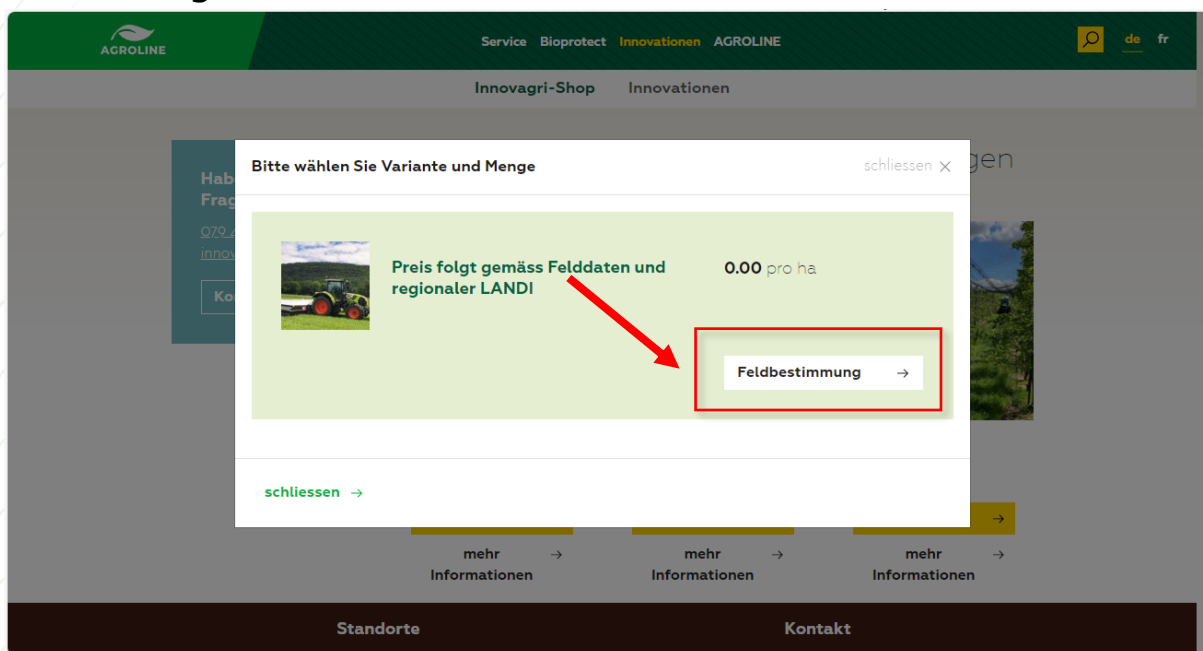 AGROLINE
Service Bioprotect Innovationen AGROLINE
de fr
Innovagri-Shop Innovationen
Bitte wählen Sie Variante und Menge
schliessen ×
Preis folgt gemäss Felddaten und
regionaler LANDI
0.00 pro ha
Feldbestimmung →
schliessen →
→
mehr →
Informationen
mehr →
Informationen
mehr →
Informationen
Standorte
Kontakt